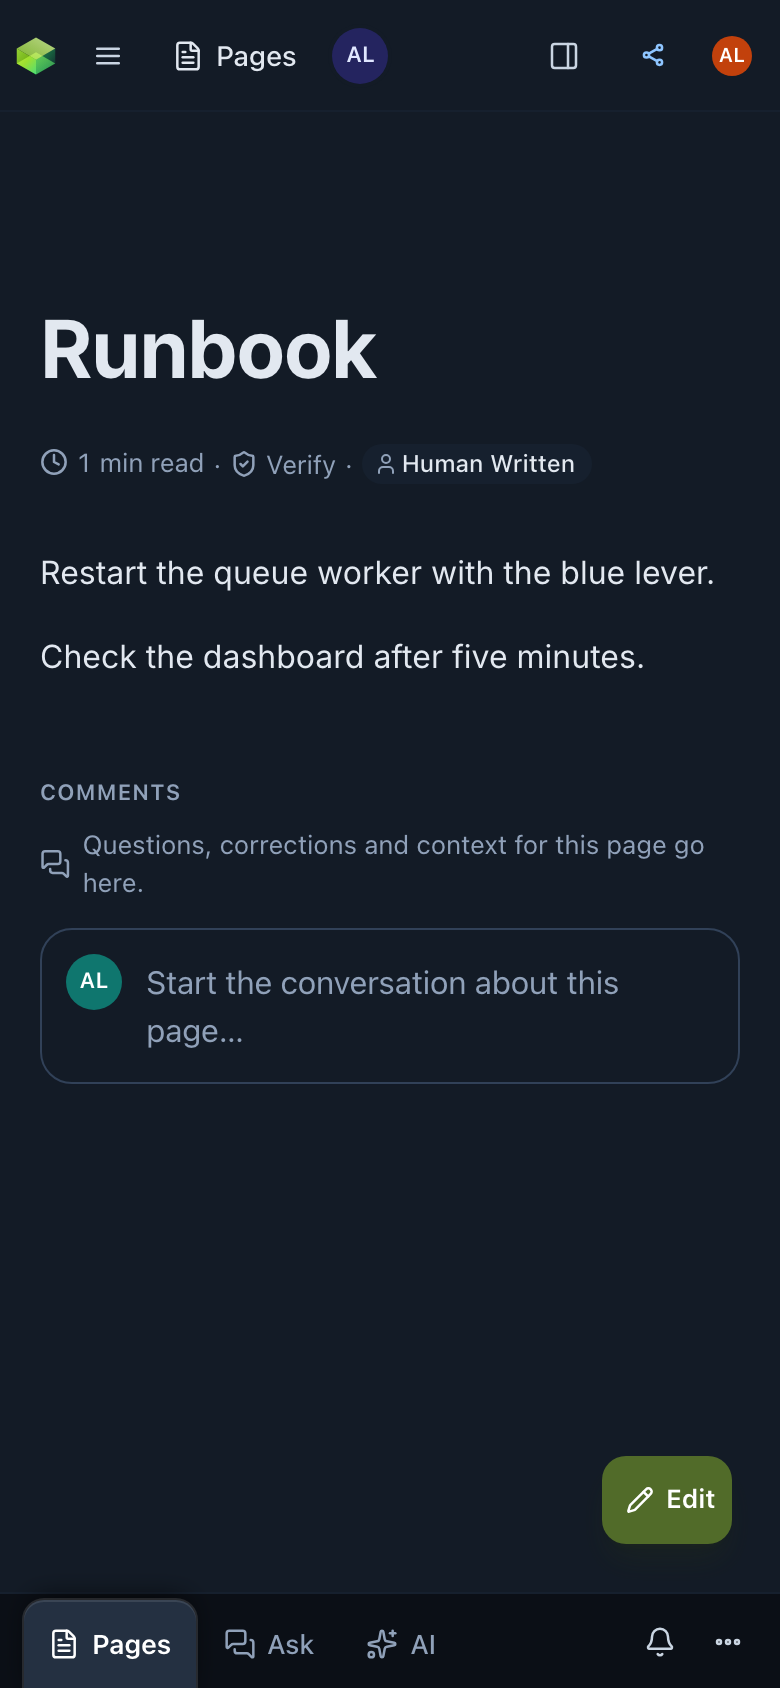 Pages AL AL
Runbook
1 min read · Verify · Human Written
Restart the queue worker with the blue lever.
Check the dashboard after five minutes.
COMMENTS
Questions, corrections and context for this page go
here.
AL Start the conversation about this
page...
Edit
Pages Ask AI